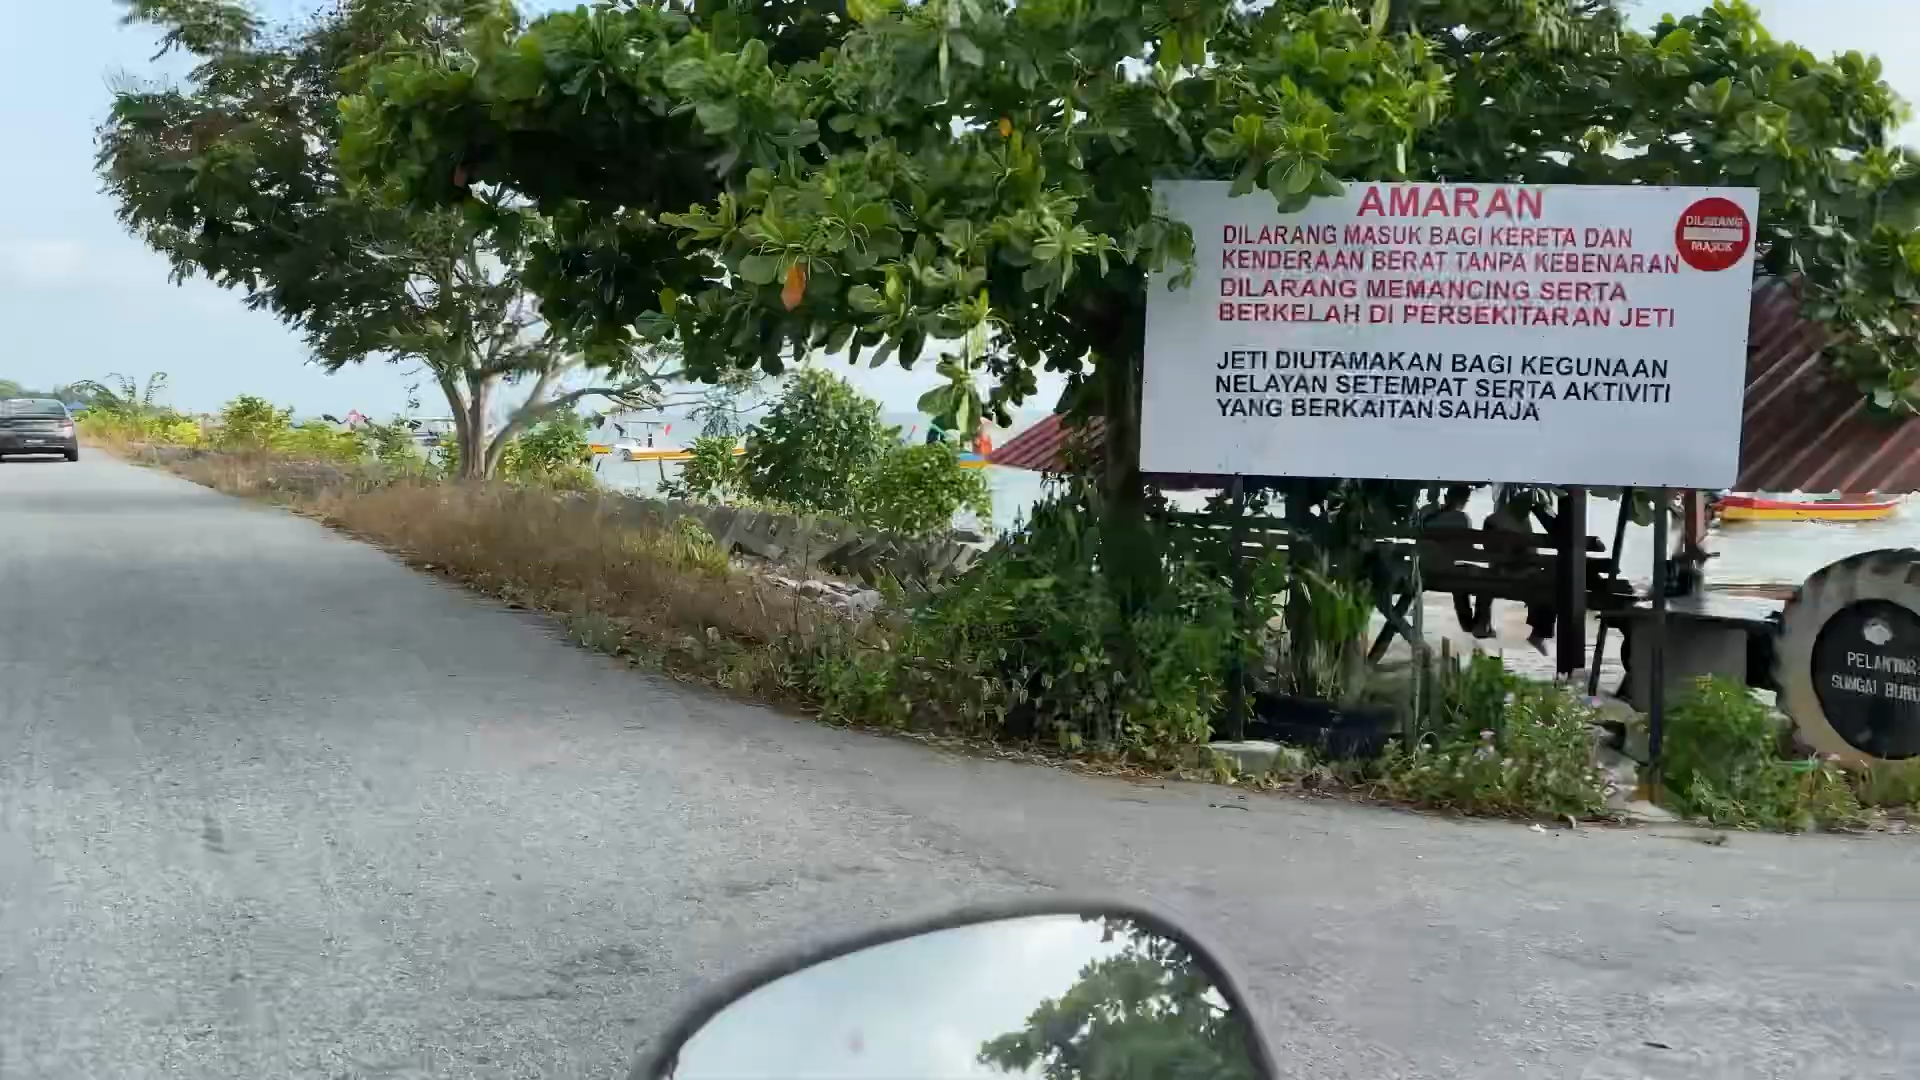 AMARAN
DILARANG MASUK BAGI KERETA DAN
KENDERAAN BERAT TANPA KEBENARAN
DILARANG MEMANCING SERTA
BERKELAH DI PERSEKITARAN JETI
JETI DIUTAMAKAN BAGI KEGUNAAN
NELAYAN SETEMPAT SERTA AKTIVITI
YANG BERKAITAN SAHAJA
DILARANG
MASUK
SUNGAI